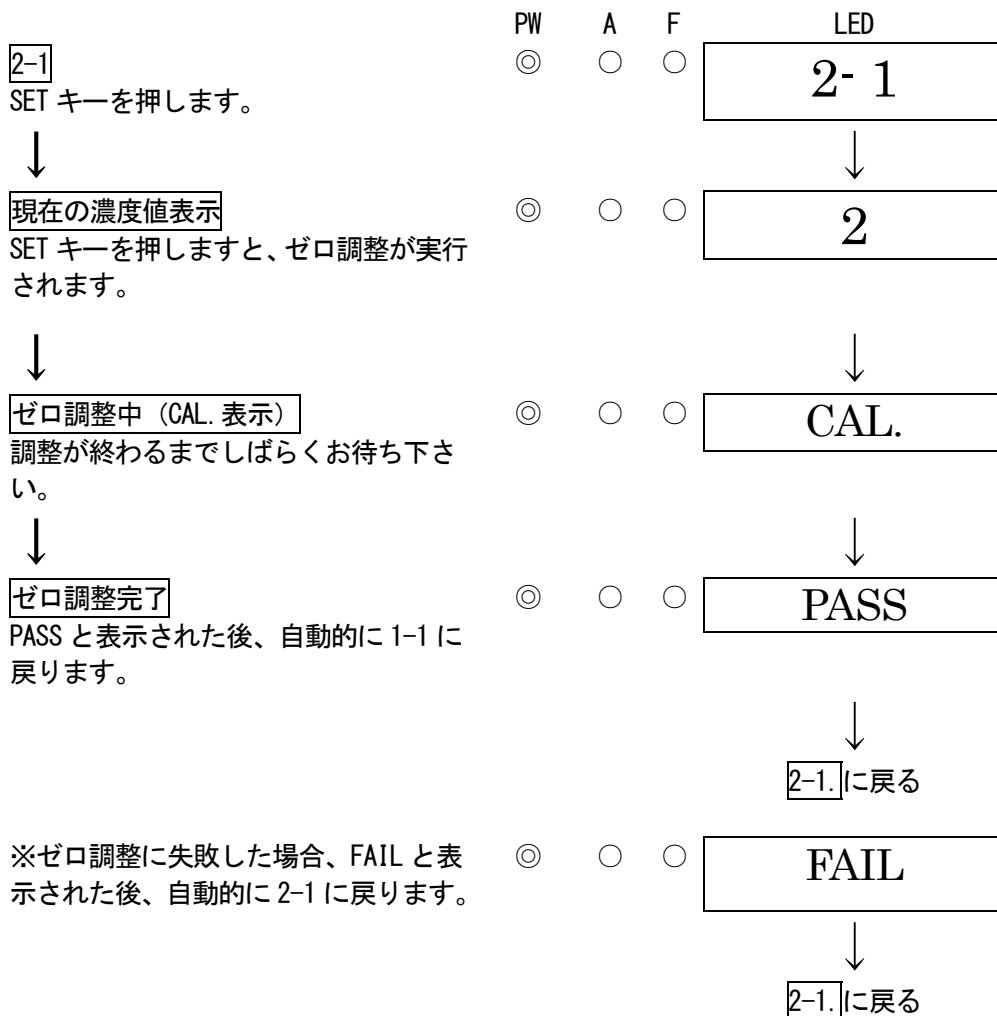 PW A F LED
2-1 ◎ ○ ○ 2- 1
SET キーを押します。
↓ ↓
現在の濃度値表示 ◎ ○ ○ 2
SET キーを押しますと、ゼロ調整が実行
されます。
↓ ↓
ゼロ調整中（CAL.表示） ◎ ○ ○ CAL.
調整が終わるまでしばらくお待ち下さ
い。
↓ ↓
ゼロ調整完了 ◎ ○ ○ PASS
PASS と表示された後、自動的に 1-1 に
戻ります。
↓
2-1.に戻る
※ゼロ調整に失敗した場合、FAIL と表 ◎ ○ ○ FAIL
示された後、自動的に 2-1 に戻ります。
↓
2-1.に戻る